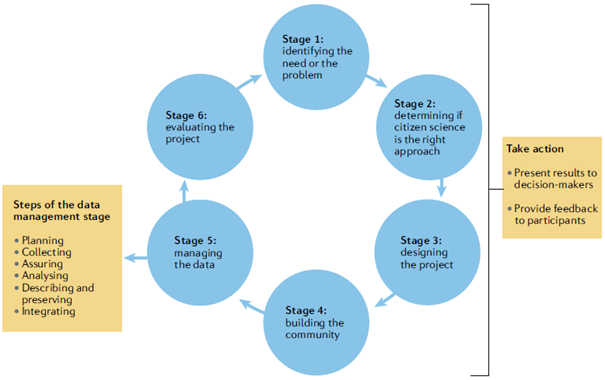 Stage 1:
identifying the
need or the
problem
Stage 2:
determining if
citizen science
is the right
approach
Stage 3:
designing
the project
Stage 4:
building the
community
Stage 5:
managing
the data
Stage 6:
evaluating the
project
Steps of the data
management stage
• Planning
• Collecting
• Assuring
• Analysing
• Describing and
preserving
• Integrating
Take action
• Present results to
decision-makers
• Provide feedback
to participants